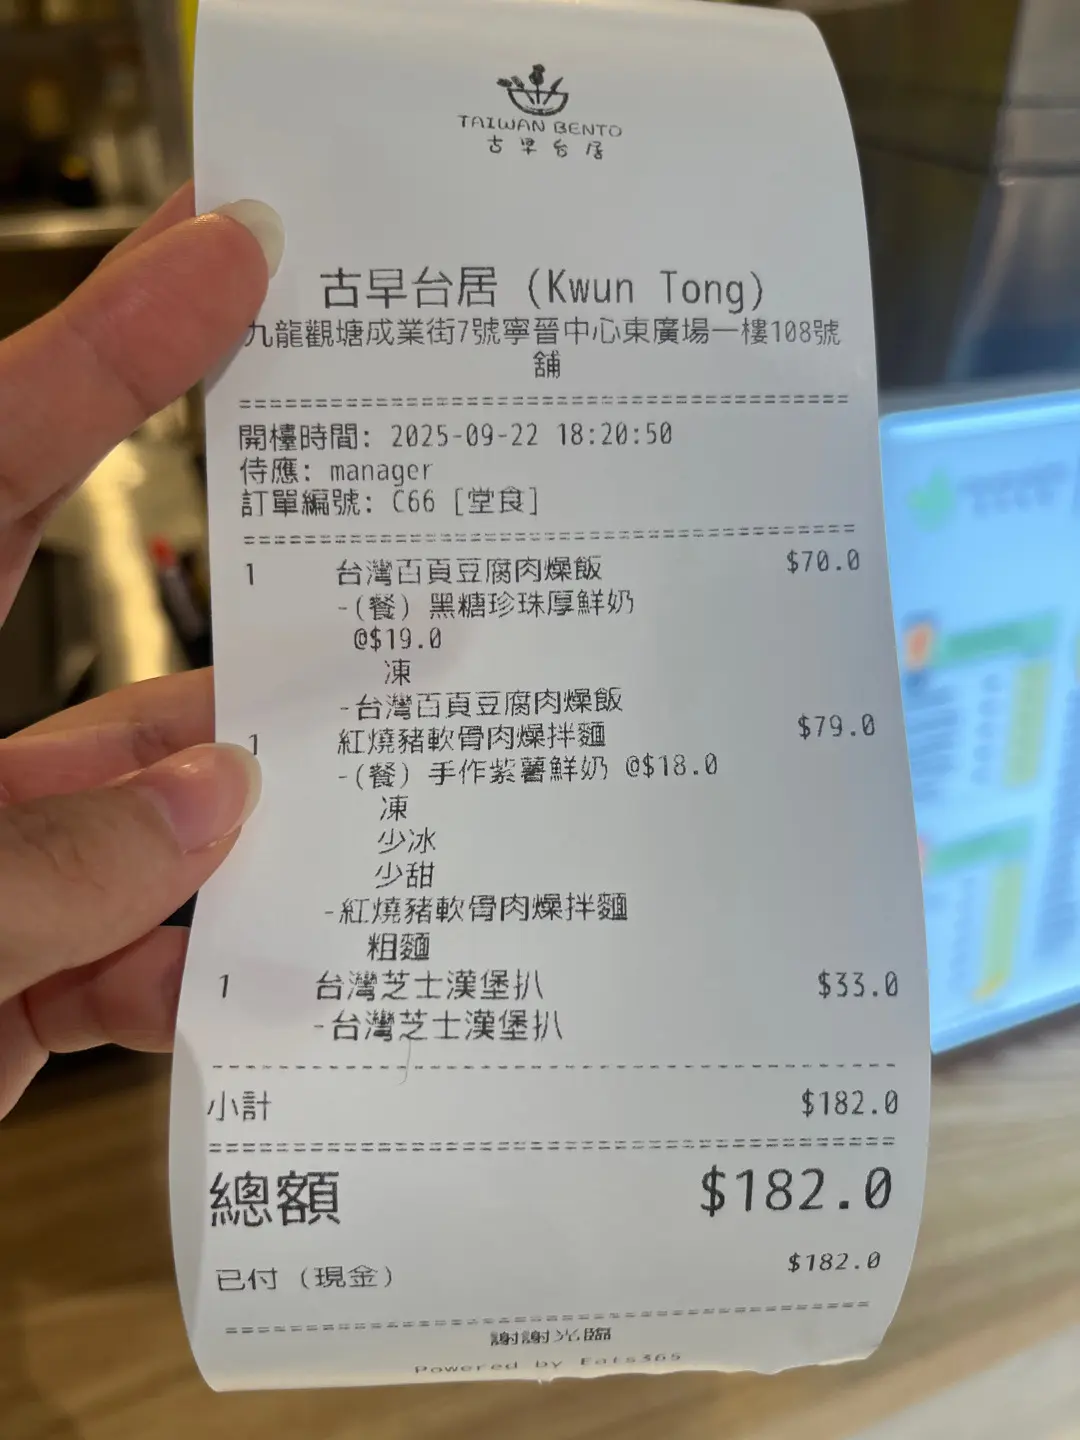 TAIWAN BENTO
古早台居
古早台居 (Kwun Tong)
九龍觀塘成業街7號寧晉中心東廣場一樓108號
舖
開檯時間: 2025-09-22 18:20:50
侍應: manager
訂單編號: C66 [堂食]
1 台灣百頁豆腐肉燥飯 $70.0
-(餐) 黑糖珍珠厚鮮奶
@$19.0
凍
-台灣百頁豆腐肉燥飯
1 紅燒豬軟骨肉燥拌麵 $79.0
-(餐) 手作紫薯鮮奶 @$18.0
凍
少冰
少甜
-紅燒豬軟骨肉燥拌麵
粗麵
1 台灣芝士漢堡扒 $33.0
-台灣芝士漢堡扒
小計 $182.0
總額 $182.0
已付 (現金) $182.0
謝謝光臨
Powered by Eats365